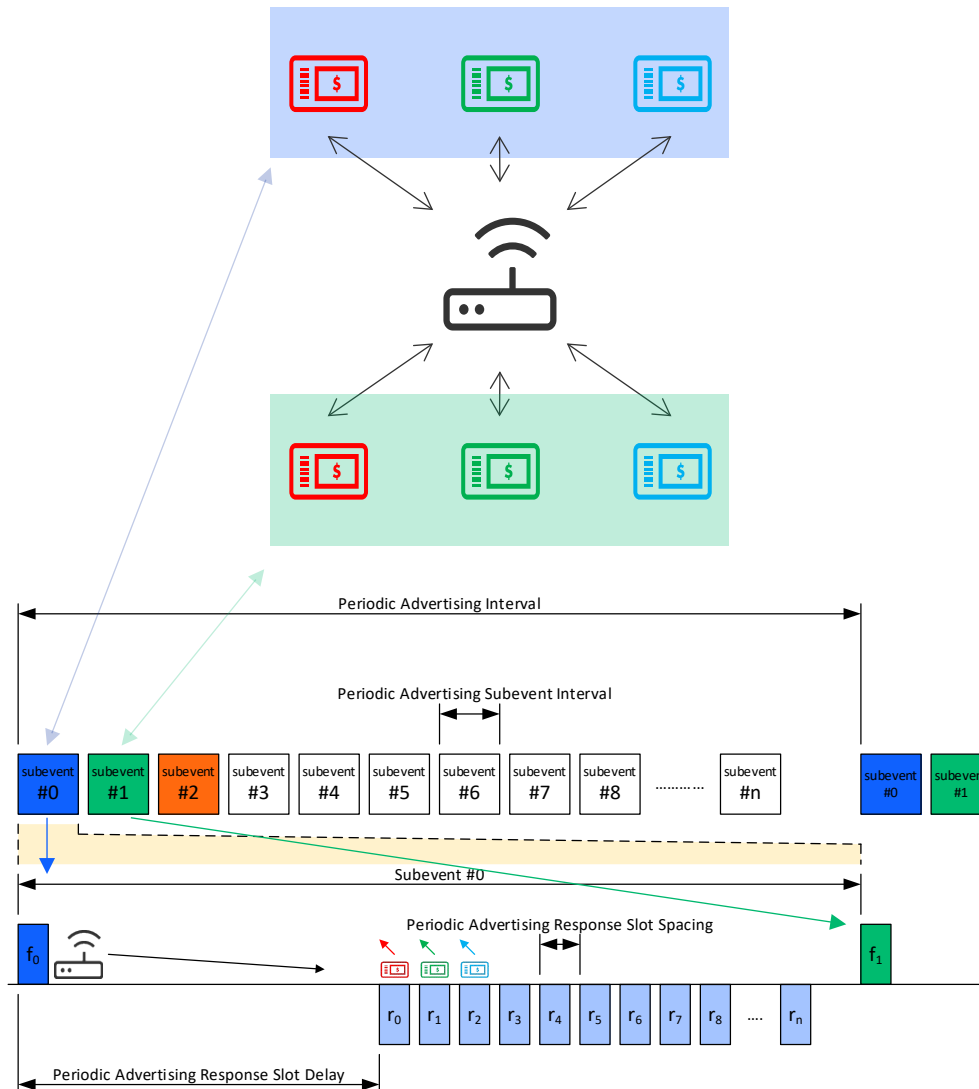 $
$
$
$
$
$
Periodic Advertising Interval
Periodic Advertising Subevent Interval
subevent
#0
subevent
#1
subevent
#2
subevent
#3
subevent
#4
subevent
#5
subevent
#6
subevent
#7
subevent
#8
…………
subevent
#n
subevent
#0
subevent
#1
Subevent #0
Periodic Advertising Response Slot Spacing
f0
$
$
$
f1
r0
r1
r2
r3
r4
r5
r6
r7
r8
....
rn
Periodic Advertising Response Slot Delay